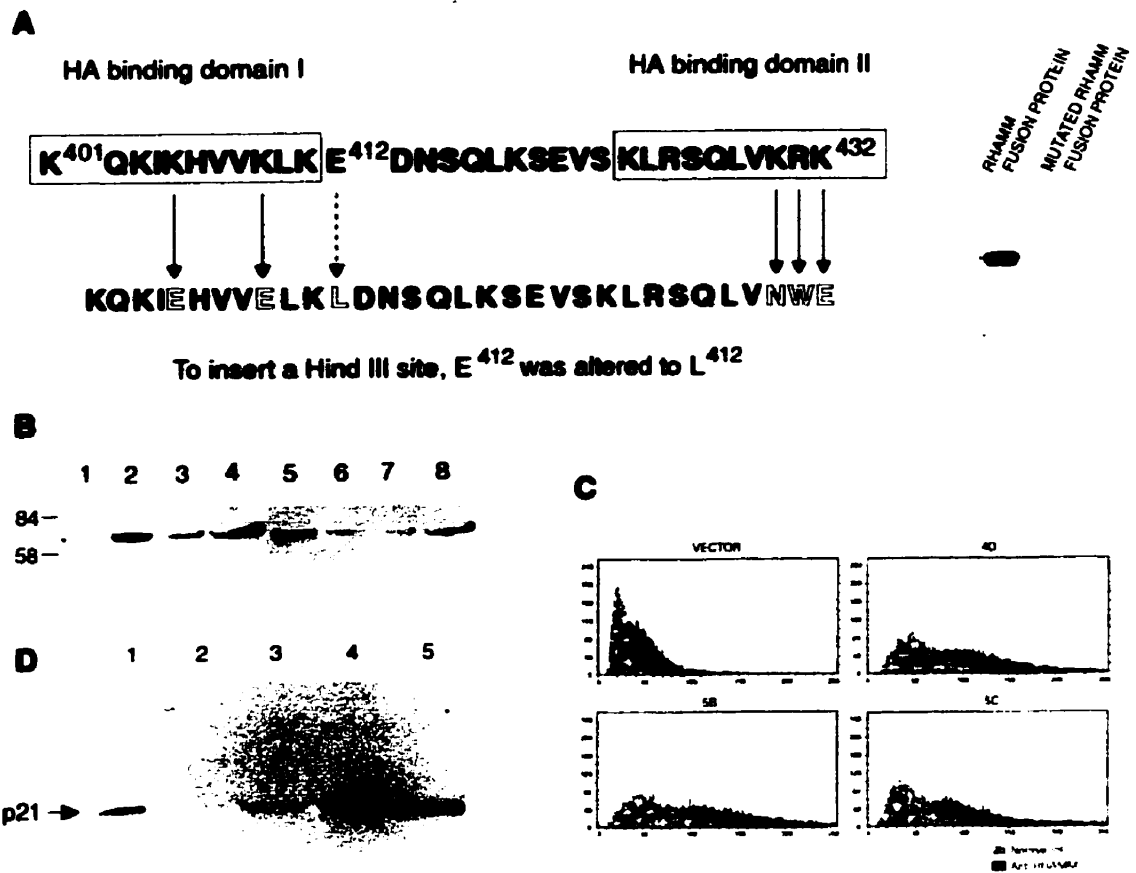 A
HA binding domain I
HA binding domain II
RHAMM
FUSION PROTEIN
MUTATED RHAMM
FUSION PROTEIN
K401QKIKHVVKLK E412DNSQLKSEVS KLRSQLVKRK432
KQKIEHVVELKLDNSQLKSEVSKLRSQLVNWE
To insert a Hind III site, E412 was altered to L412
B
1 2 3 4 5 6 7 8
84
58
C
VECTOR
4D
5B
5C
D
1 2 3 4 5
p21